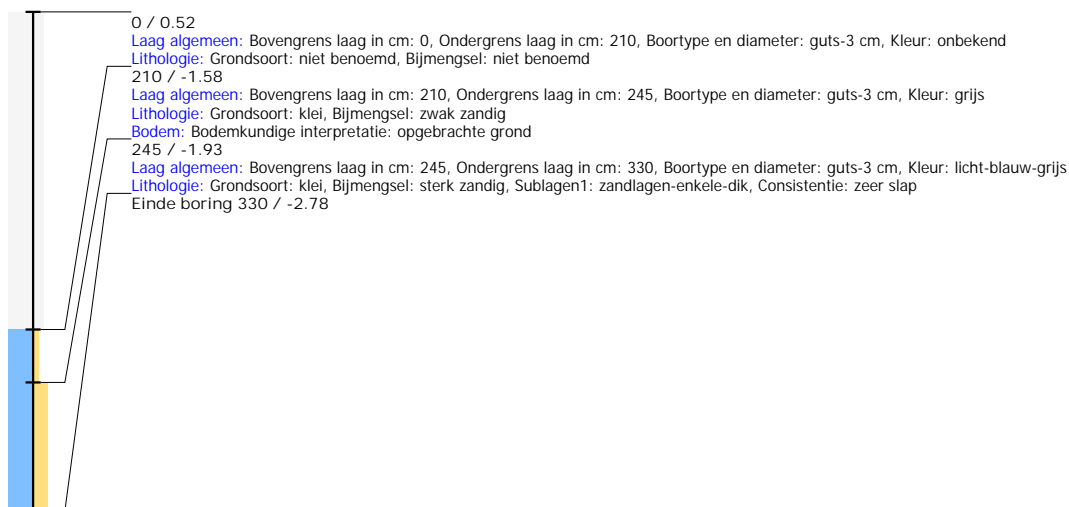 0 / 0.52
Laag algemeen: Bovengrens laag in cm: 0, Ondergrens laag in cm: 210, Boortype en diameter: guts-3 cm, Kleur: onbekend
Lithologie: Grondsoort: niet benoemd, Bijmengsel: niet benoemd
210 / -1.58
Laag algemeen: Bovengrens laag in cm: 210, Ondergrens laag in cm: 245, Boortype en diameter: guts-3 cm, Kleur: grijs
Lithologie: Grondsoort: klei, Bijmengsel: zwak zandig
Bodem: Bodemkundige interpretatie: opgebrachte grond
245 / -1.93
Laag algemeen: Bovengrens laag in cm: 245, Ondergrens laag in cm: 330, Boortype en diameter: guts-3 cm, Kleur: licht-blauw-grijs
Lithologie: Grondsoort: klei, Bijmengsel: sterk zandig, Sublagen1: zandlagen-enkele-dik, Consistentie: zeer slap
Einde boring 330 / -2.78